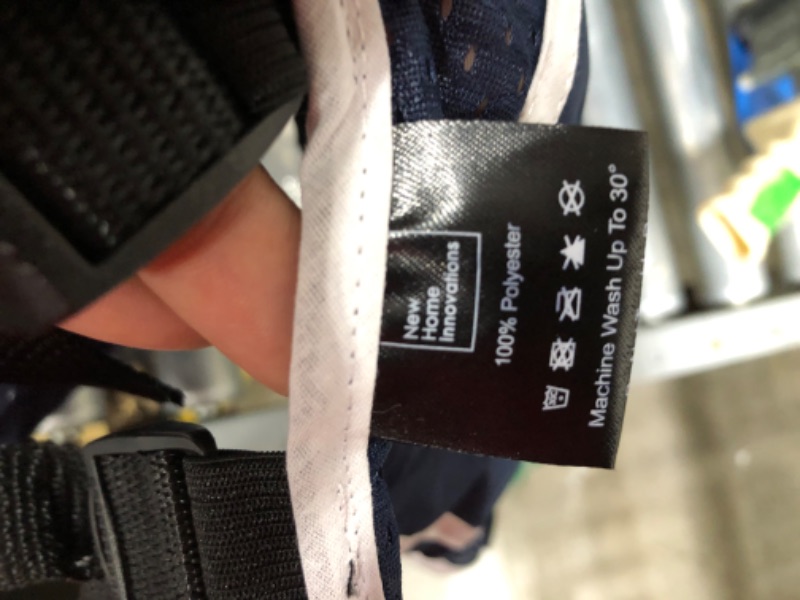 New
Home
Innovations
100% Polyester
Machine Wash Up To 30°